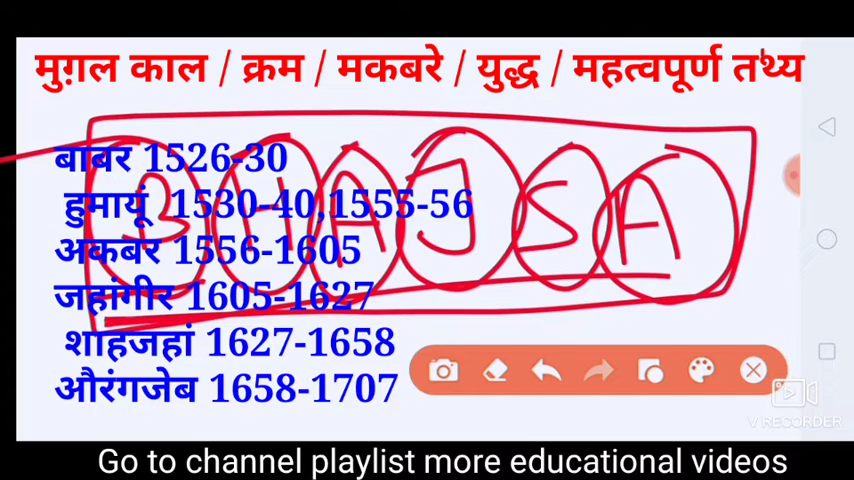 मुग़ल काल / क्रम / मकबरे / युद्ध / महत्वपूर्ण तथ्य
बाबर 1526-30
हुमायूं 1530-40,1555-56
अकबर 1556-1605
जहांगीर 1605-1627
शाहजहां 1627-1658
औरंगजेब 1658-1707
B H A J S A
V RECORDER
Go to channel playlist more educational videos